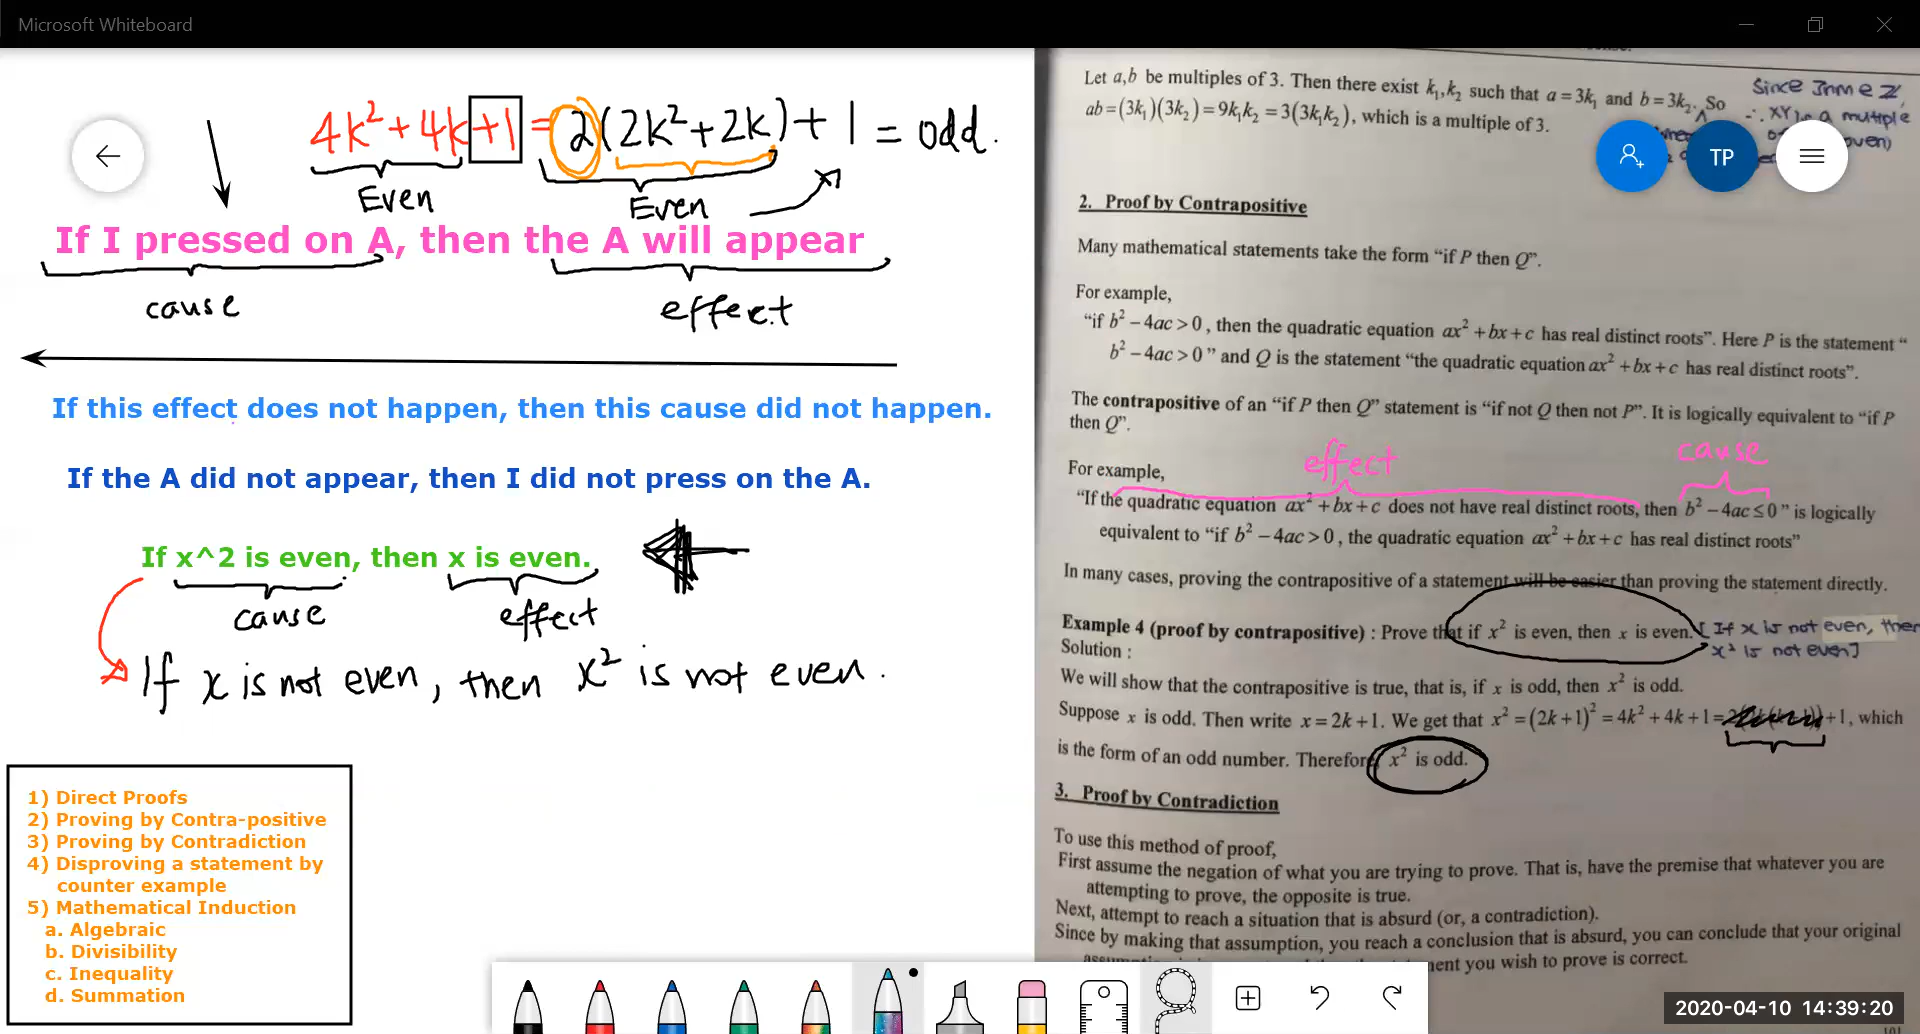 Microsoft Whiteboard
4k²+4k+1=2(2k²+2k)+1 = odd.
Even
Even
If I pressed on A, then the A will appear
cause
effect
If this effect does not happen, then this cause did not happen.
If the A did not appear, then I did not press on the A.
If x^2 is even, then x is even.
cause
effect
If x is not even, then x² is not even.
1) Direct Proofs
2) Proving by Contra-positive
3) Proving by Contradiction
4) Disproving a statement by
counter example
5) Mathematical Induction
a. Algebraic
b. Divisibility
c. Inequality
d. Summation
Let a,b be multiples of 3. Then there exist k₁,k₂ such that a=3k₁ and b=3k₂. So
ab=(3k₁)(3k₂)=9k₁k₂=3(3k₁k₂), which is a multiple of 3.
Since 3nm ∈ Z,
∴ XY is a multiple
TP
2. Proof by Contrapositive
Many mathematical statements take the form “if P then Q”.
For example,
“if b²−4ac>0, then the quadratic equation ax²+bx+c has real distinct roots”. Here P is the statement “
b²−4ac>0” and Q is the statement “the quadratic equation ax²+bx+c has real distinct roots”.
The contrapositive of an “if P then Q” statement is “if not Q then not P”. It is logically equivalent to “if P
then Q”.
effect
cause
For example,
“If the quadratic equation ax²+bx+c does not have real distinct roots, then b²−4ac≤0” is logically
equivalent to “if b²−4ac>0, the quadratic equation ax²+bx+c has real distinct roots”
In many cases, proving the contrapositive of a statement will be easier than proving the statement directly.
Example 4 (proof by contrapositive) : Prove that if x² is even, then x is even. [If x is not even, then
x² is not even]
Solution :
We will show that the contrapositive is true, that is, if x is odd, then x² is odd.
Suppose x is odd. Then write x=2k+1. We get that x²=(2k+1)²=4k²+4k+1= +1, which
is the form of an odd number. Therefore x² is odd.
3. Proof by Contradiction
To use this method of proof,
First assume the negation of what you are trying to prove. That is, have the premise that whatever you are
attempting to prove, the opposite is true.
Next, attempt to reach a situation that is absurd (or, a contradiction).
Since by making that assumption, you reach a conclusion that is absurd, you can conclude that your original
you wish to prove is correct.
2020-04-10 14:39:20